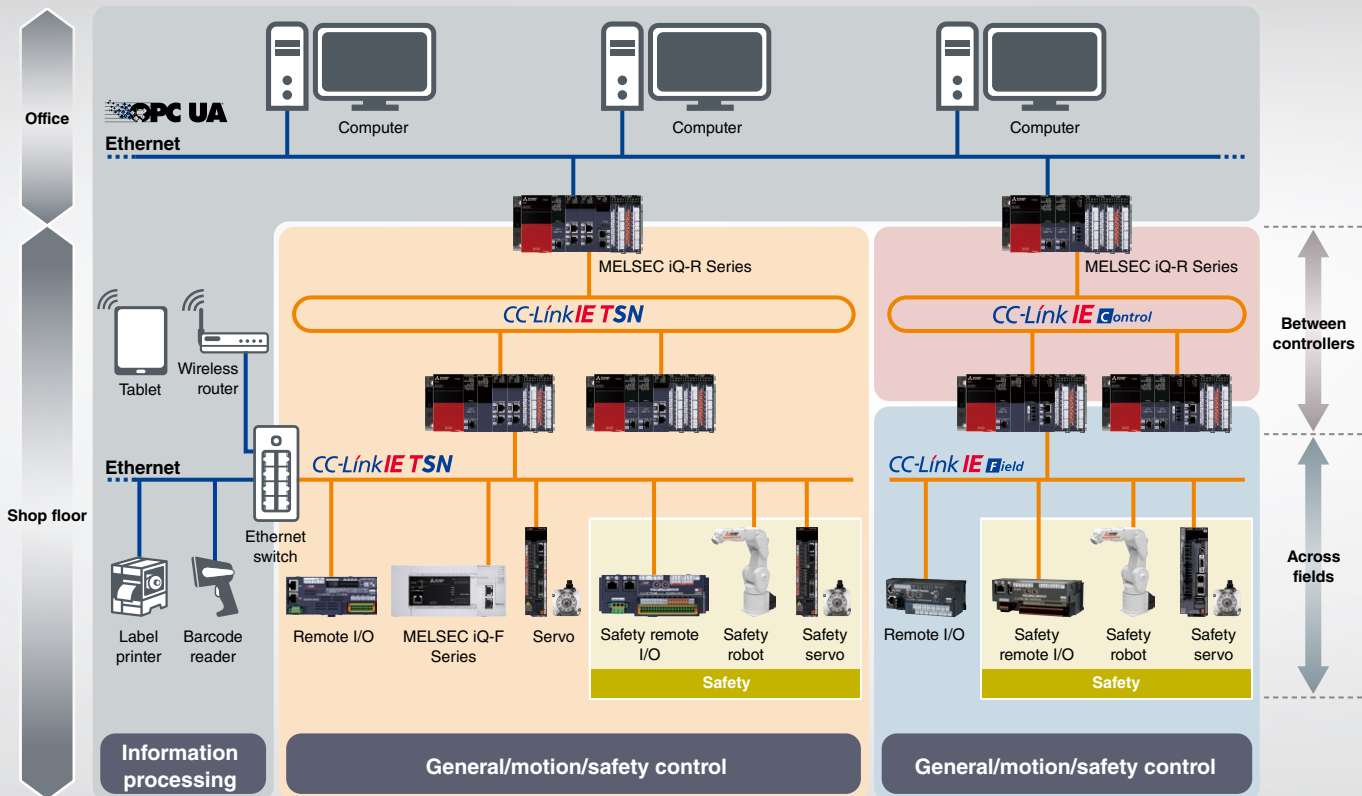 Office
OPC UA
Ethernet
Computer
Computer
Computer
MELSEC iQ-R Series
MELSEC iQ-R Series
CC-Link IE TSN
CC-Link IE Control
Between
controllers
Tablet
Wireless
router
Ethernet
CC-Link IE TSN
CC-Link IE Field
Shop floor
Ethernet
switch
Across
fields
Label
printer
Barcode
reader
Remote I/O
MELSEC iQ-F
Series
Servo
Safety remote
I/O
Safety
robot
Safety
servo
Safety
Remote I/O
Safety
remote I/O
Safety
robot
Safety
servo
Safety
Information
processing
General/motion/safety control
General/motion/safety control